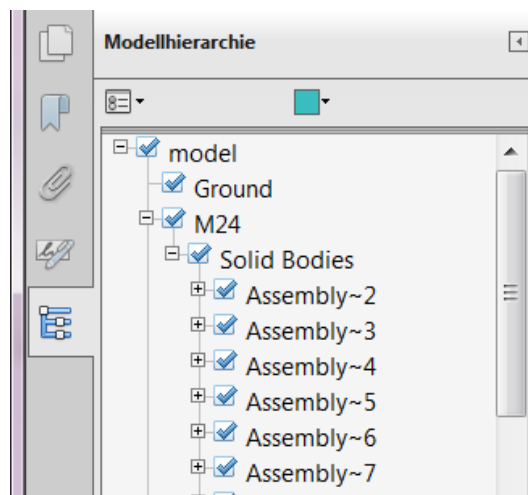 Modellhierarchie
model
Ground
M24
Solid Bodies
Assembly~2
Assembly~3
Assembly~4
Assembly~5
Assembly~6
Assembly~7